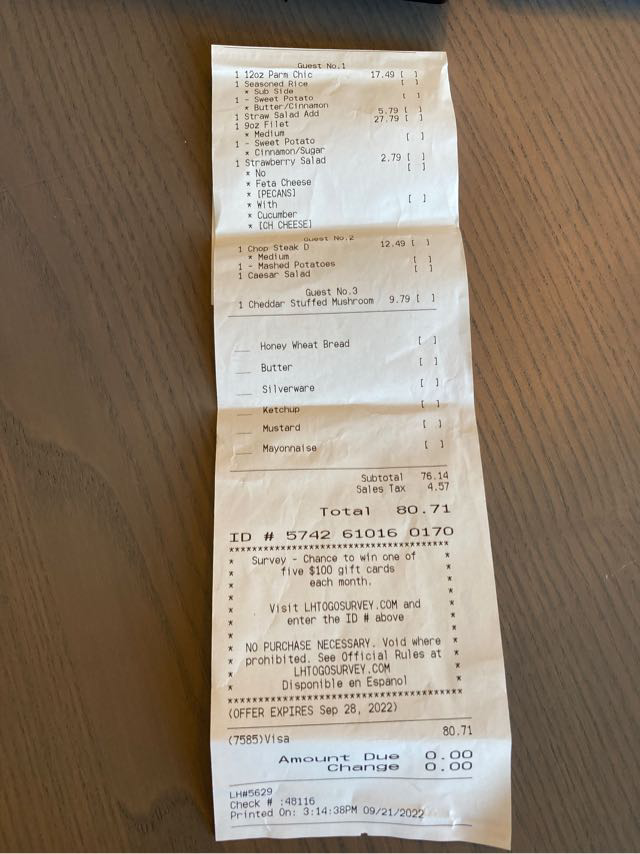 Guest No.1
1 12oz Parm Chic 17.49 [ ]
1 Seasoned Rice
* Sub Side [ ]
1 - Sweet Potato
* Butter/Cinnamon
1 Straw Salad Add 5.79 [ ]
1 9oz Filet 27.79 [ ]
* Medium
1 - Sweet Potato [ ]
* Cinnamon/Sugar
1 Strawberry Salad 2.79 [ ]
* No [ ]
* Feta Cheese
* [PECANS]
* With [ ]
* Cucumber
* [CH CHEESE]
Guest No.2
1 Chop Steak D 12.49 [ ]
* Medium
1 - Mashed Potatoes [ ]
1 Caesar Salad [ ]
Guest No.3
1 Cheddar Stuffed Mushroom 9.79 [ ]
___ Honey Wheat Bread [ ]
___ Butter [ ]
___ Silverware [ ]
___ Ketchup [ ]
___ Mustard [ ]
___ Mayonnaise [ ]
Subtotal 76.14
Sales Tax 4.57
Total 80.71
ID # 5742 61016 0170
*********************************
* Survey - Chance to win one of *
* five $100 gift cards *
* each month. *
* Visit LHTOGOSURVEY.COM and *
* enter the ID # above *
* NO PURCHASE NECESSARY. Void where *
* prohibited. See Official Rules at *
* LHTOGOSURVEY.COM *
* Disponible en Espanol *
*********************************
(OFFER EXPIRES Sep 28, 2022)
(7585)Visa 80.71
Amount Due 0.00
Change 0.00
LH#5629
Check # :48116
Printed On: 3:14:38PM 09/21/2022